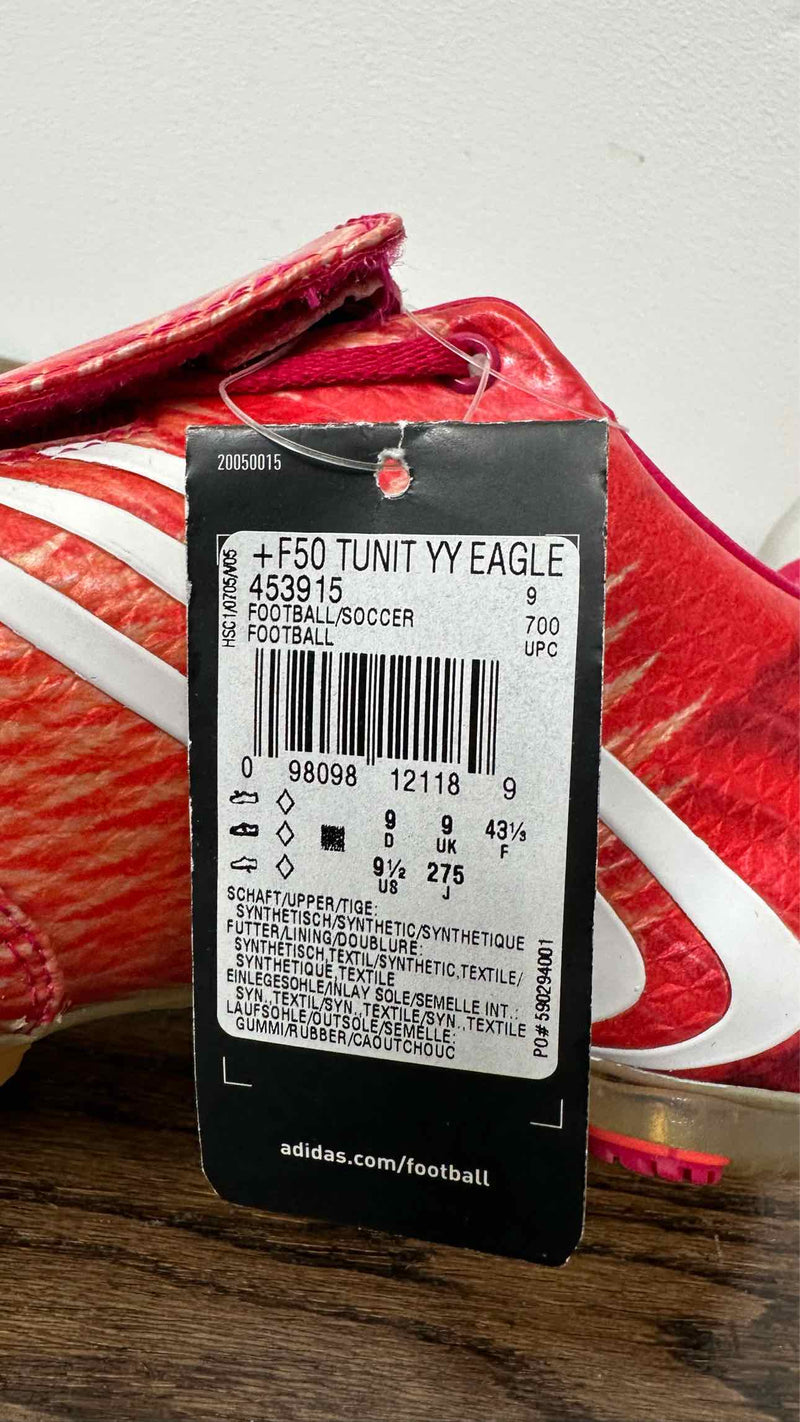 20050015
HSC1/0705/V05
+F50 TUNIT YY EAGLE
453915
9
FOOTBALL/SOCCER
700
FOOTBALL
UPC
0 98098 12118 9
9 9 43⅓
D UK F
9½ 275
US J
SCHAFT/UPPER/TIGE:
SYNTHETISCH/SYNTHETIC/SYNTHETIQUE
FUTTER/LINING/DOUBLURE:
SYNTHETISCH,TEXTIL/SYNTHETIC,TEXTILE/
SYNTHETIQUE,TEXTILE
EINLEGESOHLE/INLAY SOLE/SEMELLE INT.:
SYN.,TEXTIL/SYN.,TEXTILE/SYN.,TEXTILE
LAUFSOHLE/OUTSOLE/SEMELLE:
GUMMI/RUBBER/CAOUTCHOUC
PO# 590294001
adidas.com/football